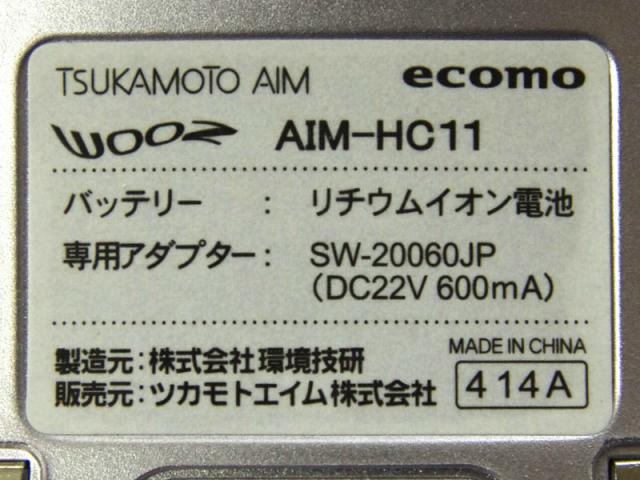 TSUKAMOTO AIM ecomo
WOOZ AIM-HC11
バッテリー : リチウムイオン電池
専用アダプター : SW-20060JP
(DC22V 600mA)
製造元:株式会社環境技研
MADE IN CHINA
販売元:ツカモトエイム株式会社
414A